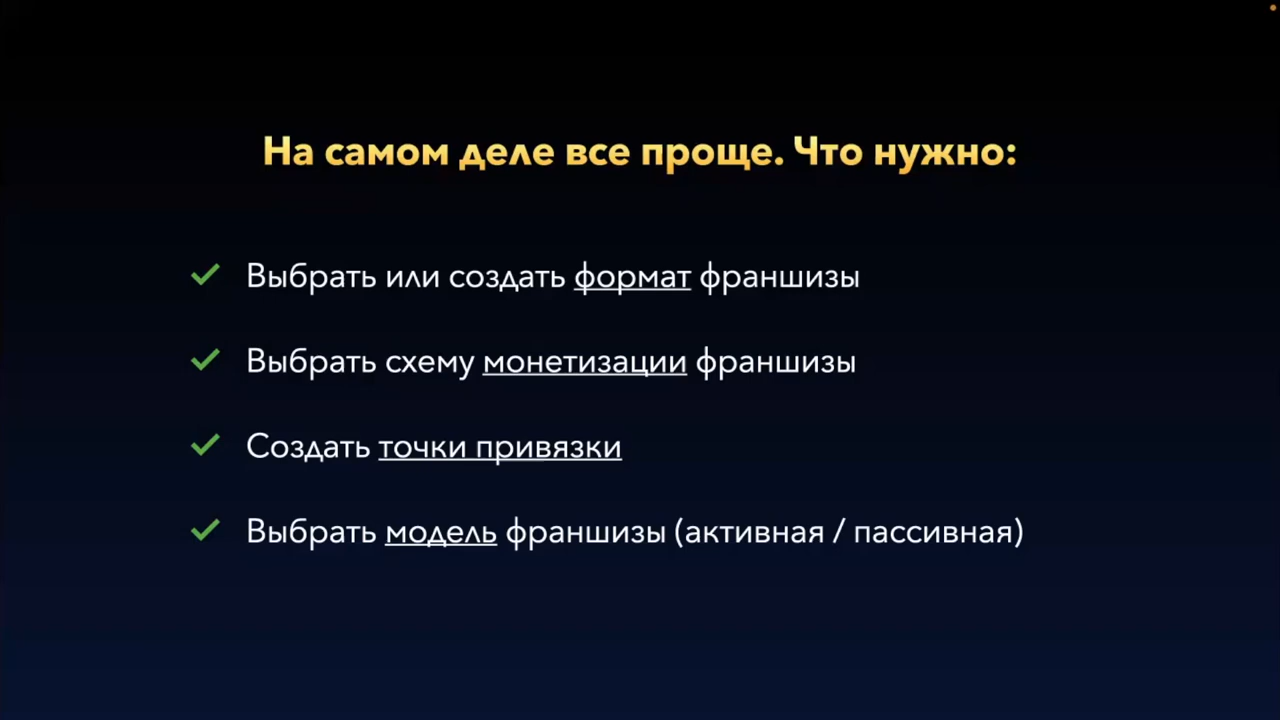 На самом деле все проще. Что нужно:
Выбрать или создать формат франшизы
Выбрать схему монетизации франшизы
Создать точки привязки
Выбрать модель франшизы (активная / пассивная)